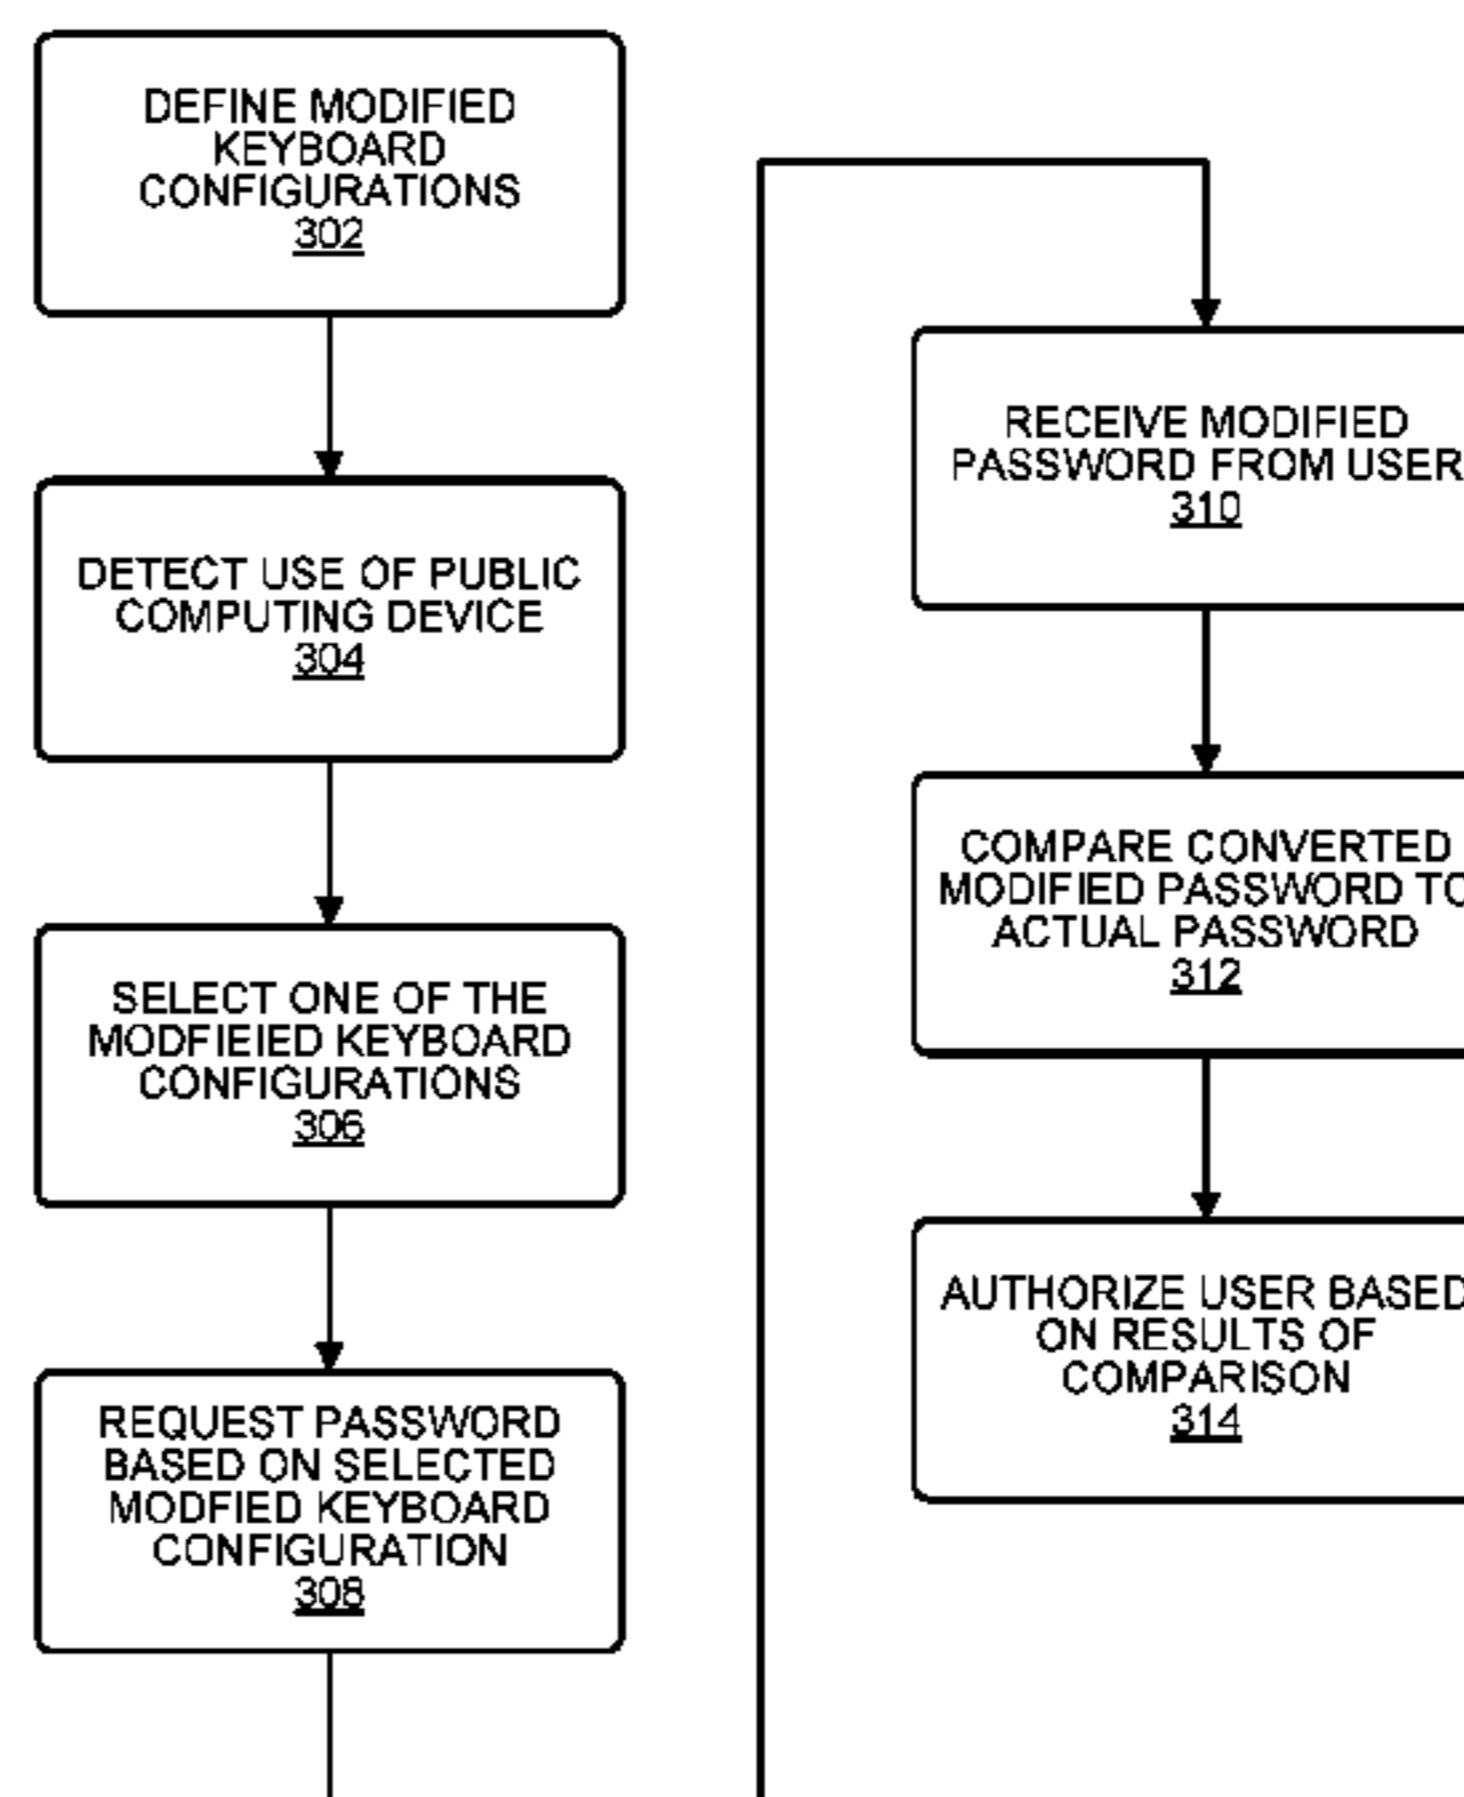 DEFINE MODIFIED
KEYBOARD
CONFIGURATIONS
302
DETECT USE OF PUBLIC
COMPUTING DEVICE
304
SELECT ONE OF THE
MODFIEIED KEYBOARD
CONFIGURATIONS
306
REQUEST PASSWORD
BASED ON SELECTED
MODFIED KEYBOARD
CONFIGURATION
308
RECEIVE MODIFIED
PASSWORD FROM USER
310
COMPARE CONVERTED
MODIFIED PASSWORD TO
ACTUAL PASSWORD
312
AUTHORIZE USER BASED
ON RESULTS OF
COMPARISON
314